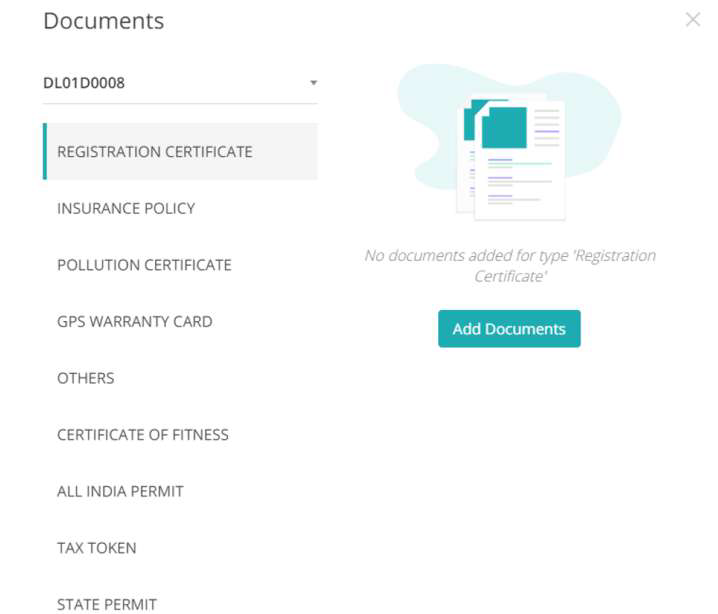 Documents
DL01D0008
REGISTRATION CERTIFICATE
INSURANCE POLICY
POLLUTION CERTIFICATE
GPS WARRANTY CARD
OTHERS
CERTIFICATE OF FITNESS
ALL INDIA PERMIT
TAX TOKEN
STATE PERMIT
No documents added for type 'Registration
Certificate'
Add Documents